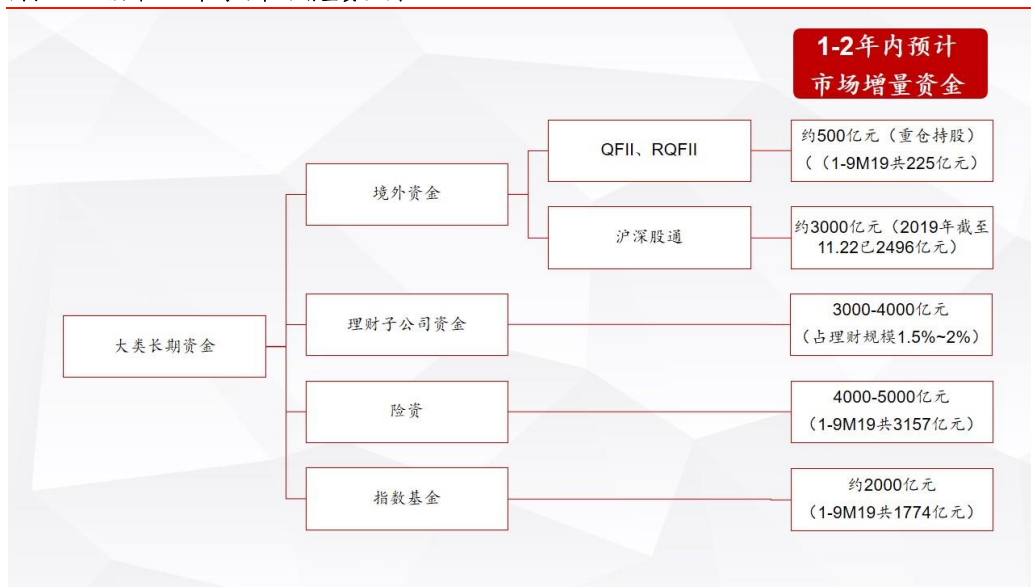 1-2年内预计
市场增量资金
QFII、RQFII
约500亿元（重仓持股）
（（1-9M19共225亿元）
境外资金
沪深股通
约3000亿元（2019年截至
11.22已2496亿元）
理财子公司资金
3000-4000亿元
（占理财规模1.5%~2%）
大类长期资金
险资
4000-5000亿元
（1-9M19共3157亿元）
指数基金
约2000亿元
（1-9M19共1774亿元）